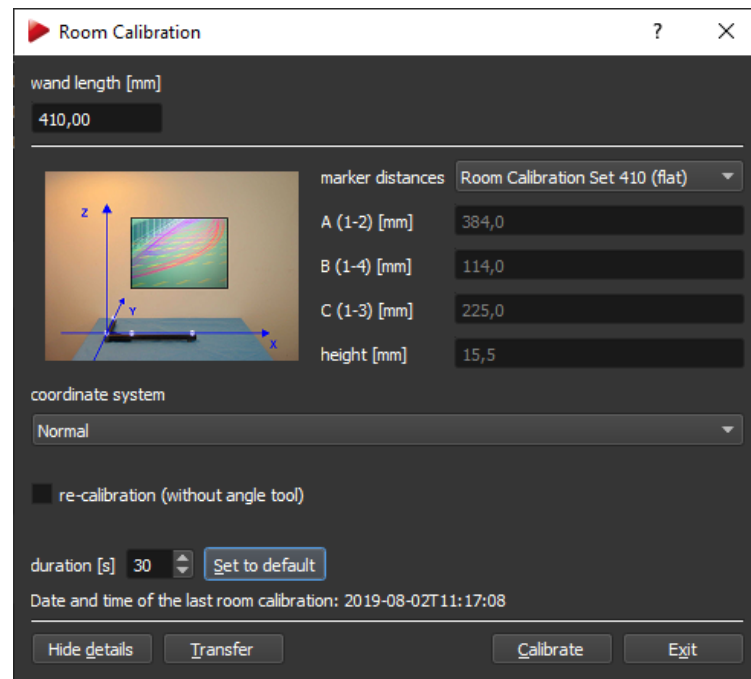 Room Calibration ? ×
wand length [mm]
410,00
marker distances Room Calibration Set 410 (flat)
A (1-2) [mm] 384,0
B (1-4) [mm] 114,0
C (1-3) [mm] 225,0
height [mm] 15,5
Z
Y
X
coordinate system
Normal
re-calibration (without angle tool)
duration [s] 30 Set to default
Date and time of the last room calibration: 2019-08-02T11:17:08
Hide details Transfer Calibrate Exit